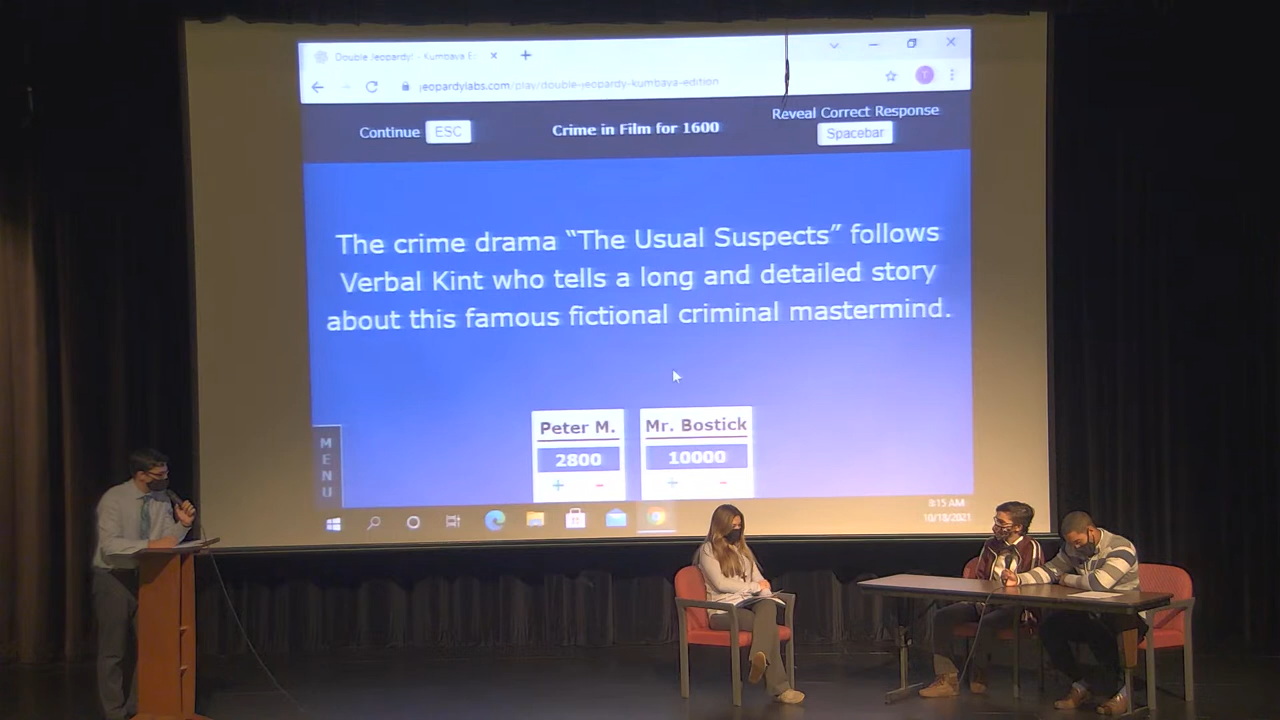 Double Jeopardy! - Kumbaya E
jeopardylabs.com/play/double-jeopardy-kumbaya-edition
Continue ESC
Crime in Film for 1600
Reveal Correct Response
Spacebar
The crime drama “The Usual Suspects” follows
Verbal Kint who tells a long and detailed story
about this famous fictional criminal mastermind.
MENU
Peter M.
2800
+ −
Mr. Bostick
10000
+ −
9:15 AM
10/18/2021